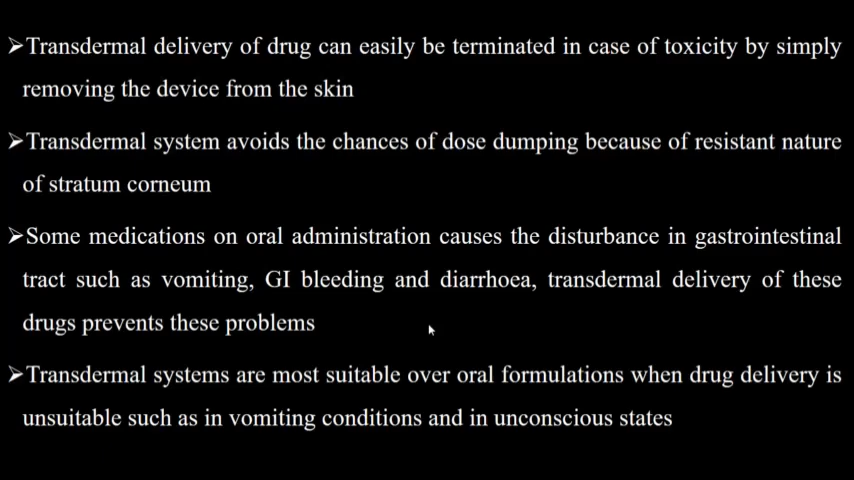 ➢Transdermal delivery of drug can easily be terminated in case of toxicity by simply
removing the device from the skin
➢Transdermal system avoids the chances of dose dumping because of resistant nature
of stratum corneum
➢Some medications on oral administration causes the disturbance in gastrointestinal
tract such as vomiting, GI bleeding and diarrhoea, transdermal delivery of these
drugs prevents these problems
➢Transdermal systems are most suitable over oral formulations when drug delivery is
unsuitable such as in vomiting conditions and in unconscious states